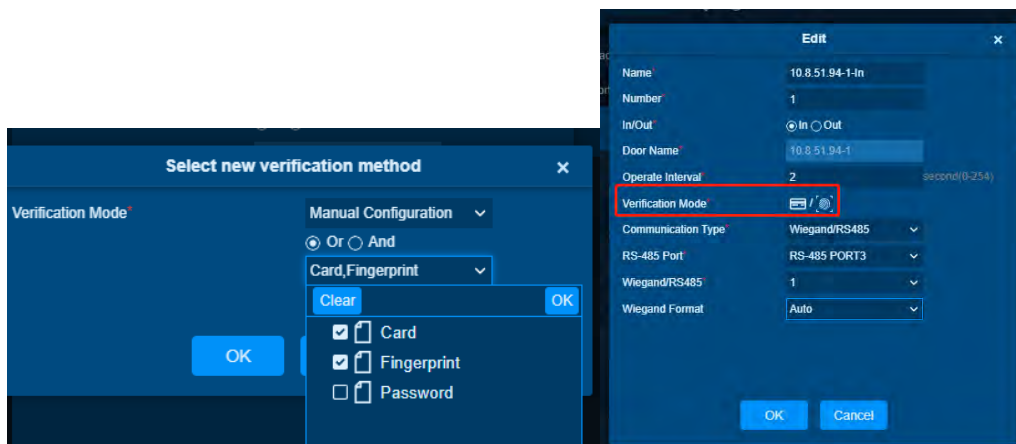 Select new verification method ×
Verification Mode* Manual Configuration
Or And
Card,Fingerprint
Clear OK
Card
Fingerprint
Password
OK
Edit ×
Name* 10.8.51.94-1-In
Number* 1
In/Out* In Out
Door Name* 10.8.51.94-1
Operate Interval* 2 second(0-254)
Verification Mode* /
Communication Type* Wiegand/RS485
RS-485 Port* RS-485 PORT3
Wiegand/RS485* 1
Wiegand Format Auto
OK Cancel